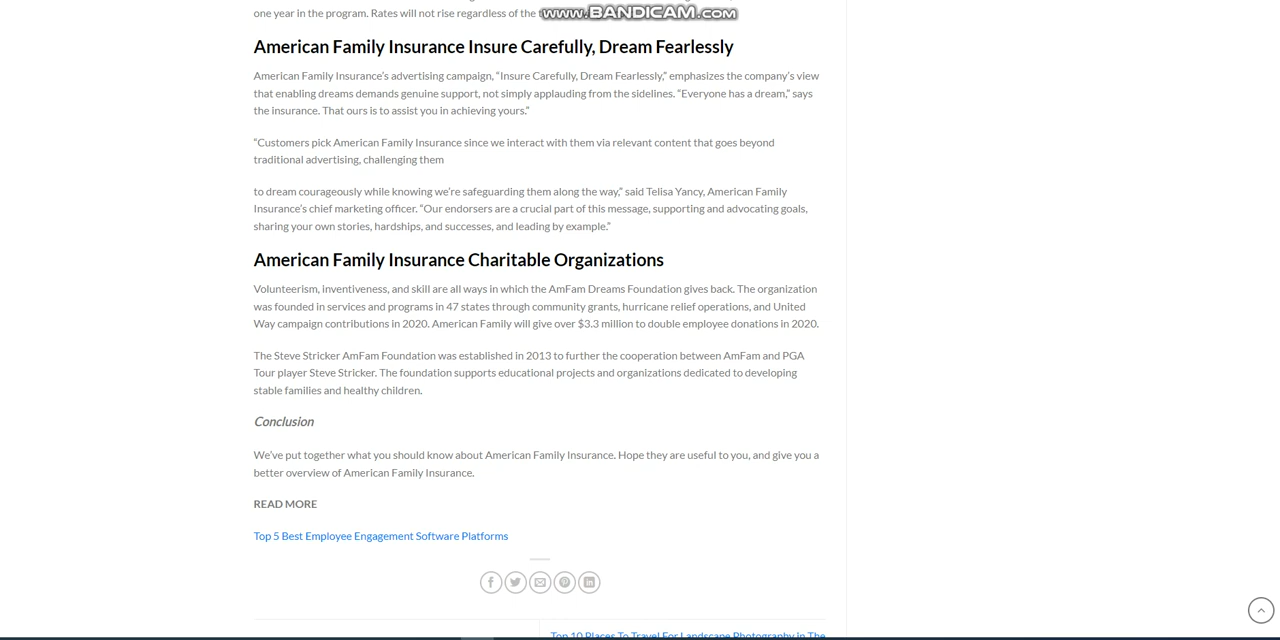 one year in the program. Rates will not rise regardless of the
www.BANDICAM.com
American Family Insurance Insure Carefully, Dream Fearlessly
American Family Insurance’s advertising campaign, “Insure Carefully, Dream Fearlessly,” emphasizes the company’s view
that enabling dreams demands genuine support, not simply applauding from the sidelines. “Everyone has a dream,” says
the insurance. That ours is to assist you in achieving yours.”
“Customers pick American Family Insurance since we interact with them via relevant content that goes beyond
traditional advertising, challenging them
to dream courageously while knowing we’re safeguarding them along the way,” said Telisa Yancy, American Family
Insurance’s chief marketing officer. “Our endorsers are a crucial part of this message, supporting and advocating goals,
sharing your own stories, hardships, and successes, and leading by example.”
American Family Insurance Charitable Organizations
Volunteerism, inventiveness, and skill are all ways in which the AmFam Dreams Foundation gives back. The organization
was founded in services and programs in 47 states through community grants, hurricane relief operations, and United
Way campaign contributions in 2020. American Family will give over $3.3 million to double employee donations in 2020.
The Steve Stricker AmFam Foundation was established in 2013 to further the cooperation between AmFam and PGA
Tour player Steve Stricker. The foundation supports educational projects and organizations dedicated to developing
stable families and healthy children.
Conclusion
We’ve put together what you should know about American Family Insurance. Hope they are useful to you, and give you a
better overview of American Family Insurance.
READ MORE
Top 5 Best Employee Engagement Software Platforms
Top 10 Places To Travel For Landscape Photography in The